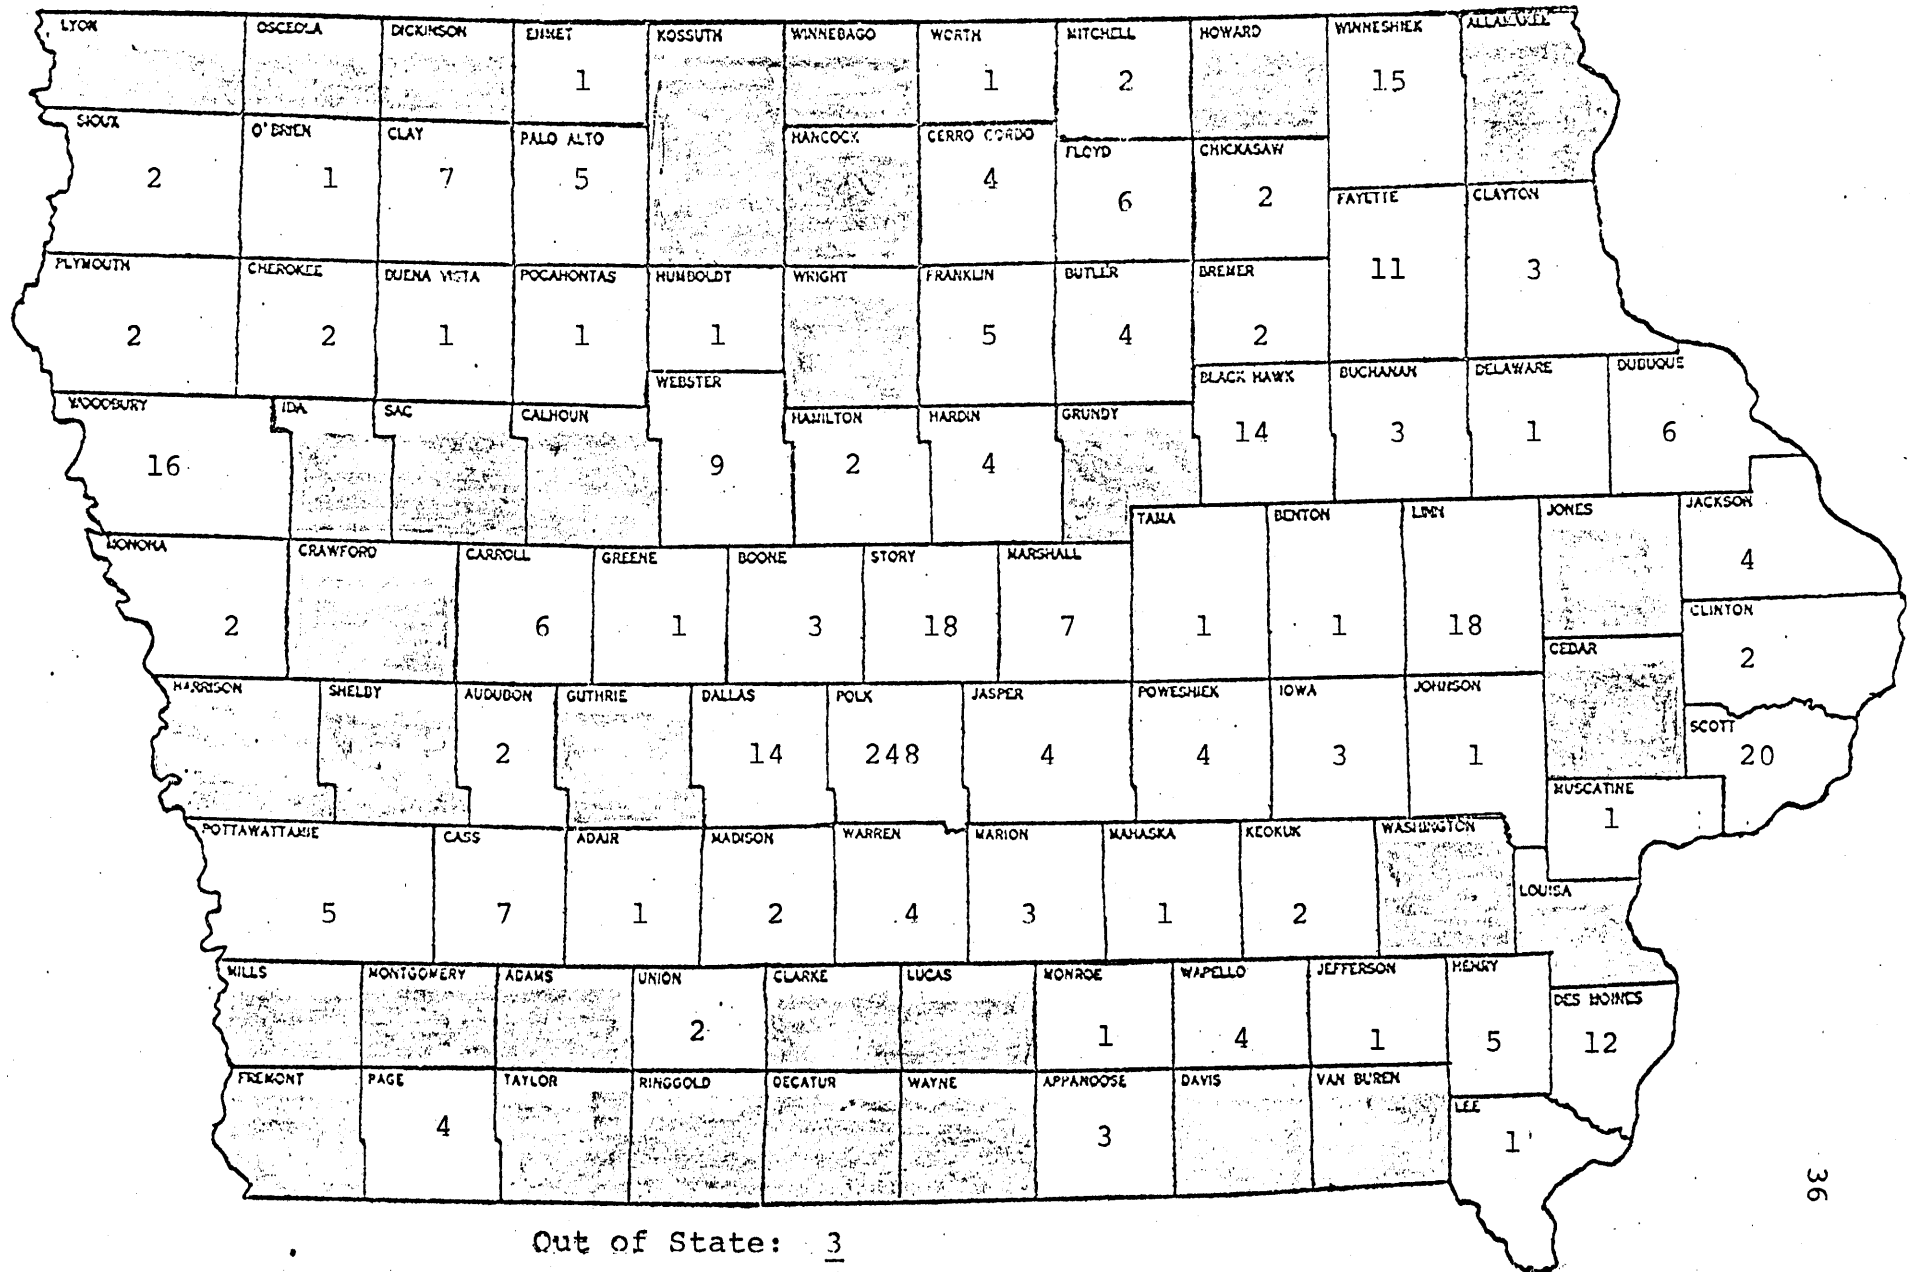 LYON OSCEOLA DICKINSON EMMET KOSSUTH WINNEBAGO WORTH MITCHELL HOWARD WINNESHIEK ALLAMAKEE
1 1 2 15
SIOUX O'BRIEN CLAY PALO ALTO HANCOCK CERRO GORDO FLOYD CHICKASAW
2 1 7 5 4 6 2
FAYETTE CLAYTON
11 3
PLYMOUTH CHEROKEE BUENA VISTA POCAHONTAS HUMBOLDT WRIGHT FRANKLIN BUTLER BREMER
2 2 1 1 1 5 4 2
WEBSTER BLACK HAWK BUCHANAN DELAWARE DUBUQUE
WOODBURY IDA SAC CALHOUN HAMILTON HARDIN GRUNDY
16 9 2 4 14 3 1 6
TAMA BENTON LINN JONES JACKSON
4
MONONA CRAWFORD CARROLL GREENE BOONE STORY MARSHALL
2 6 1 3 18 7 1 1 18
CLINTON
2
CEDAR
HARRISON SHELBY AUDUBON GUTHRIE DALLAS POLK JASPER POWESHIEK IOWA JOHNSON SCOTT
2 14 248 4 4 3 1 20
MUSCATINE
1
POTTAWATTAMIE CASS ADAIR MADISON WARREN MARION MAHASKA KEOKUK WASHINGTON
LOUISA
5 7 1 2 4 3 1 2
MILLS MONTGOMERY ADAMS UNION CLARKE LUCAS MONROE WAPELLO JEFFERSON HENRY DES MOINES
2 1 4 1 5 12
FREMONT PAGE TAYLOR RINGGOLD DECATUR WAYNE APPANOOSE DAVIS VAN BUREN LEE
4 3 1
Out of State: 3
36